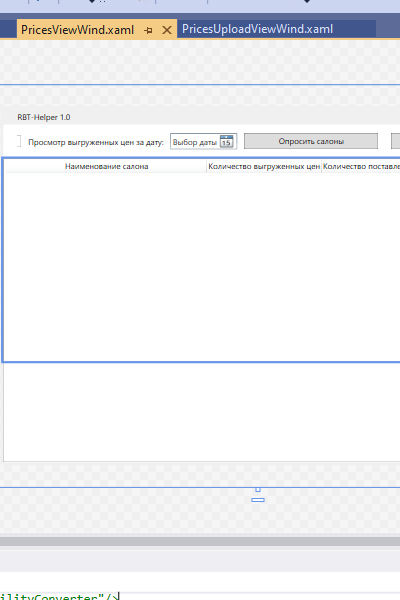 PricesViewWind.xaml
PricesUploadViewWind.xaml
RBT-Helper 1.0
Просмотр выгруженных цен за дату:
Выбор даты
15
Опросить салоны
Наименование салона
Количество выгруженных цен
Количество поставле
ilityConverter"/>